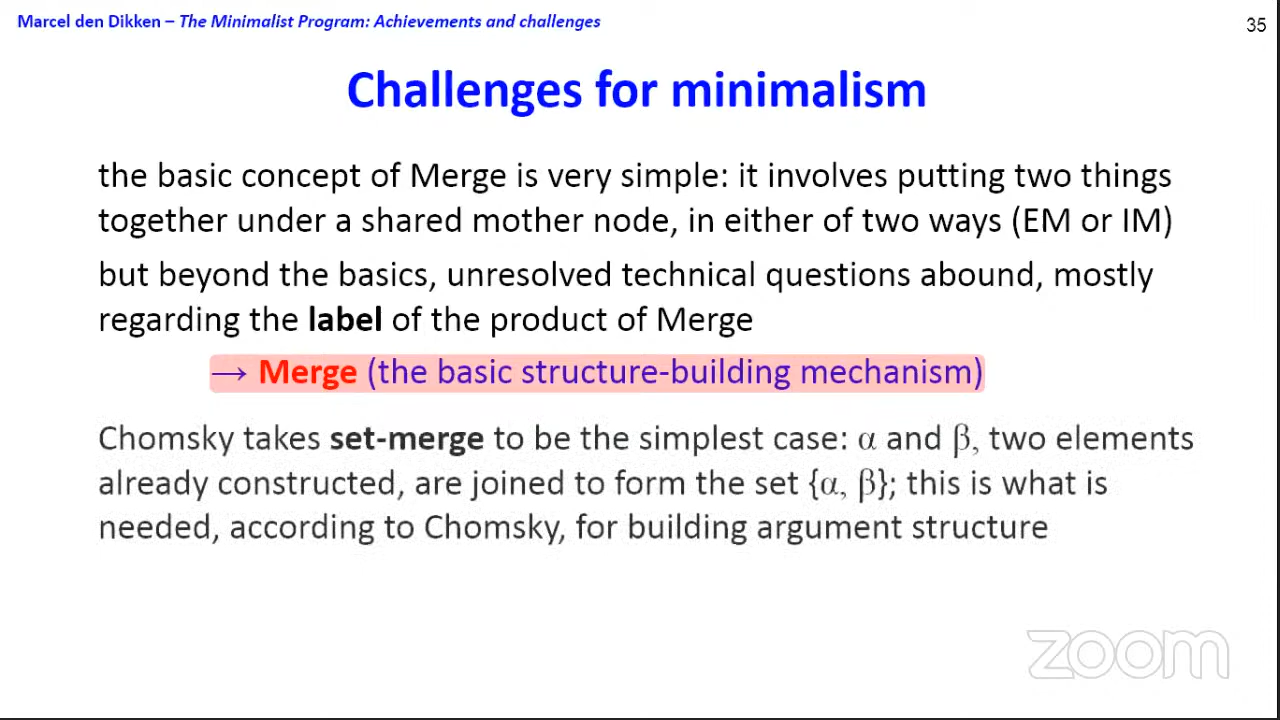 Marcel den Dikken – The Minimalist Program: Achievements and challenges
35
Challenges for minimalism
the basic concept of Merge is very simple: it involves putting two things
together under a shared mother node, in either of two ways (EM or IM)
but beyond the basics, unresolved technical questions abound, mostly
regarding the label of the product of Merge
→ Merge (the basic structure-building mechanism)
Chomsky takes set-merge to be the simplest case: α and β, two elements
already constructed, are joined to form the set {α, β}; this is what is
needed, according to Chomsky, for building argument structure
zoom